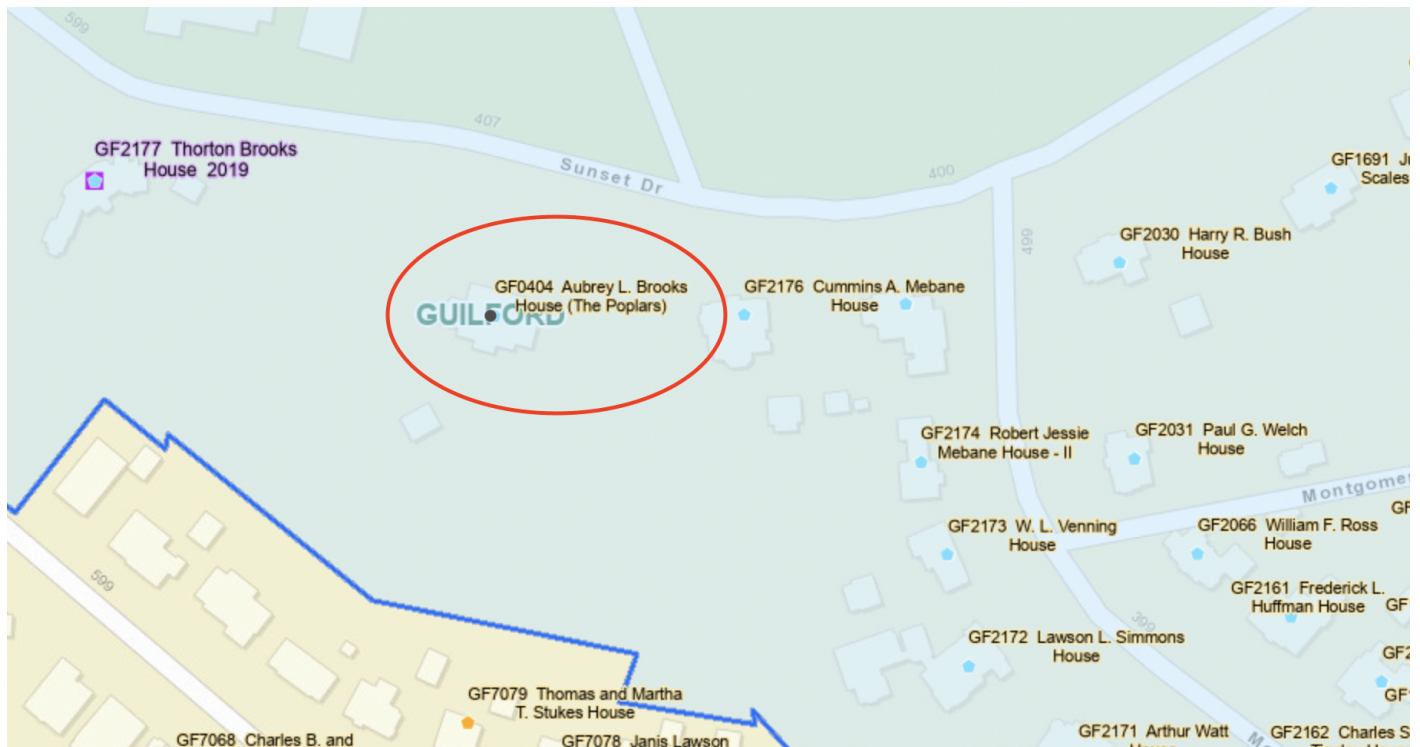 599
407
Sunset Dr
400
GF2177 Thorton Brooks
House 2019
GF1691
Scales
499
GF2030 Harry R. Bush
House
GF0404 Aubrey L. Brooks
House (The Poplars)
GUILFORD
GF2176 Cummins A. Mebane
House
GF2174 Robert Jessie
Mebane House - II
GF2031 Paul G. Welch
House
GF2173 W. L. Venning
House
GF2066 William F. Ross
House
599
GF2161 Frederick L.
Huffman House
399
GF2172 Lawson L. Simmons
House
GF7079 Thomas and Martha
T. Stukes House
GF7068 Charles B. and
GF7078 Janis Lawson
GF2171 Arthur Watt
GF2162 Charles S